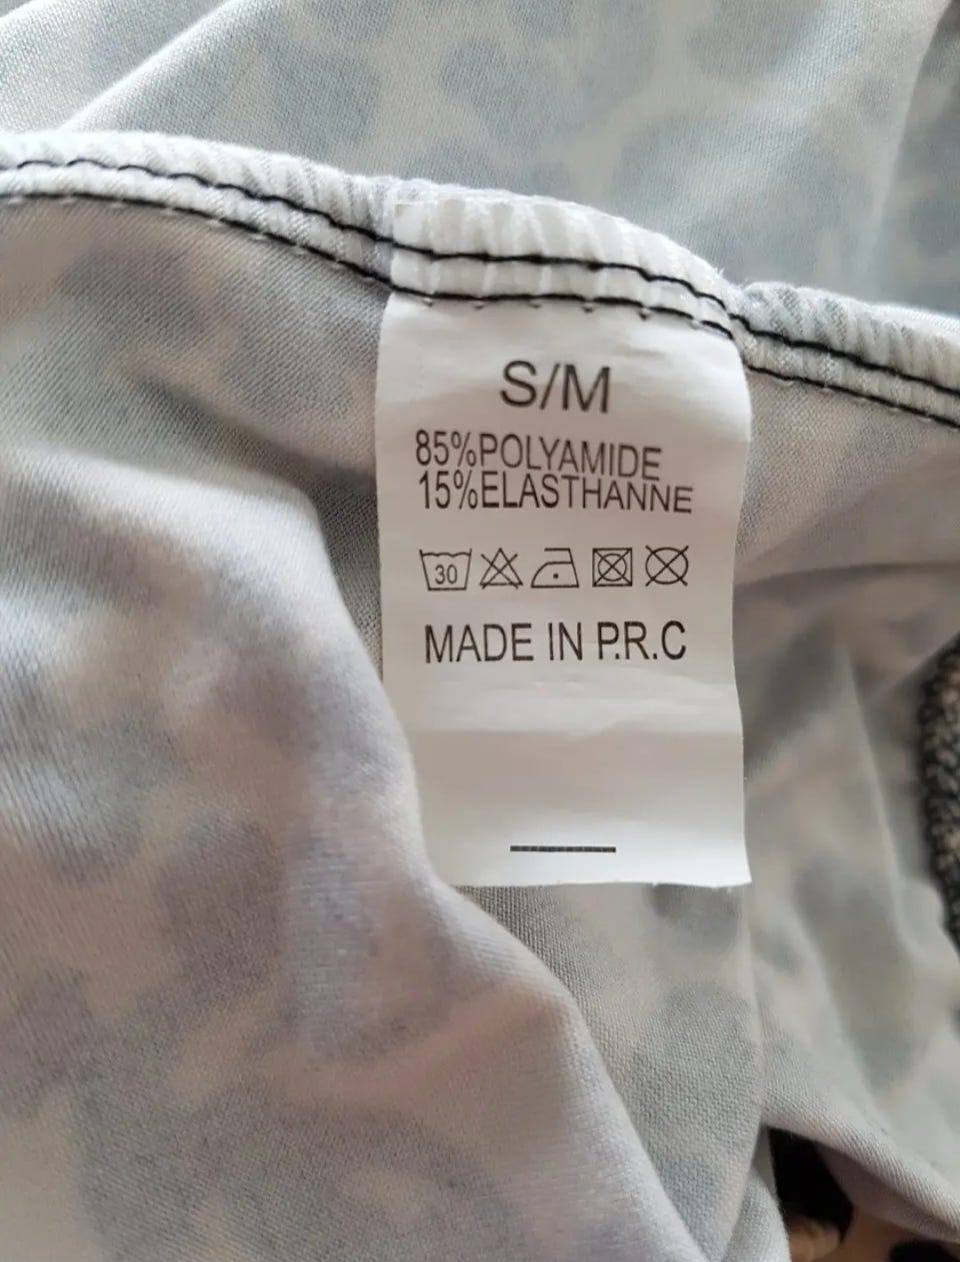 S/M
85%POLYAMIDE
15%ELASTHANNE
30
MADE IN P.R.C